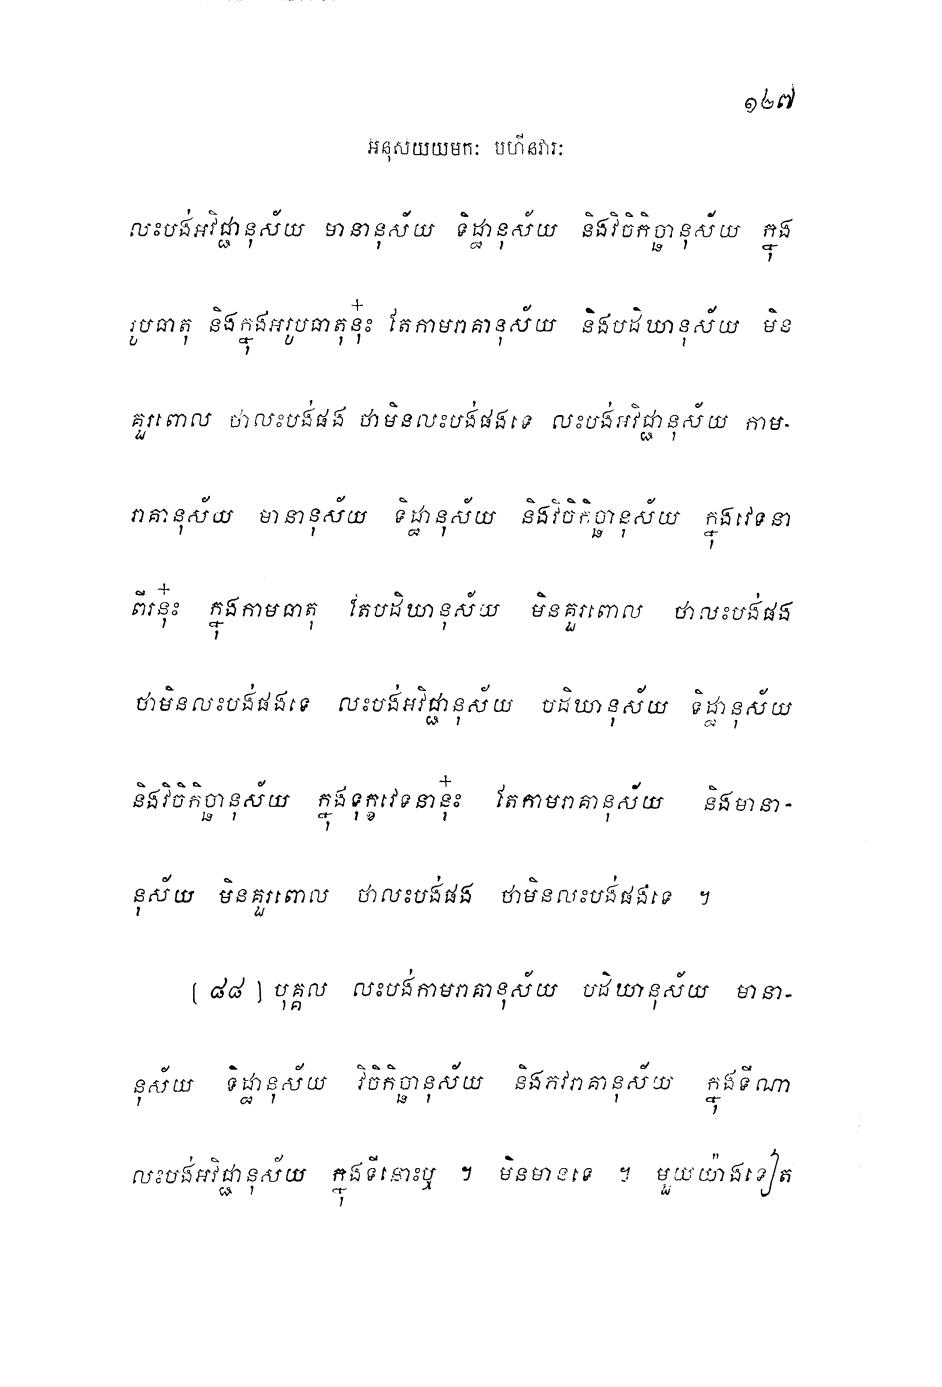 ១២៧
អនុសយយមកៈ បហីនវារៈ
លះបង់អវិជ្ជានុស័យ មានានុស័យ ទិដ្ឋានុស័យ និងវិចិកិច្ឆានុស័យ ក្នុង
រូបធាតុ និងក្នុងអរូបធាតុនុ៎ះ តែកាមរាគានុស័យ និងបដិឃានុស័យ មិន
គួរពោល ថាលះបង់ផង ថាមិនលះបង់ផងទេ លះបង់អវិជ្ជានុស័យ កាម-
រាគានុស័យ មានានុស័យ ទិដ្ឋានុស័យ និងវិចិកិច្ឆានុស័យ ក្នុងវេទនា
ពីរនុ៎ះ ក្នុងកាមធាតុ តែបដិឃានុស័យ មិនគួរពោល ថាលះបង់ផង
ថាមិនលះបង់ផងទេ លះបង់អវិជ្ជានុស័យ បដិឃានុស័យ ទិដ្ឋានុស័យ
និងវិចិកិច្ឆានុស័យ ក្នុងទុក្ខវេទនានុ៎ះ តែកាមរាគានុស័យ និងមានា-
នុស័យ មិនគួរពោល ថាលះបង់ផង ថាមិនលះបង់ផងទេ ។
[ ៨៨ ] បុគ្គល លះបង់កាមរាគានុស័យ បដិឃានុស័យ មានា-
នុស័យ ទិដ្ឋានុស័យ វិចិកិច្ឆានុស័យ និងភវរាគានុស័យ ក្នុងទីណា
លះបង់អវិជ្ជានុស័យ ក្នុងទីនោះឬ ។ មិនមានទេ ។ មួយយ៉ាងទៀត